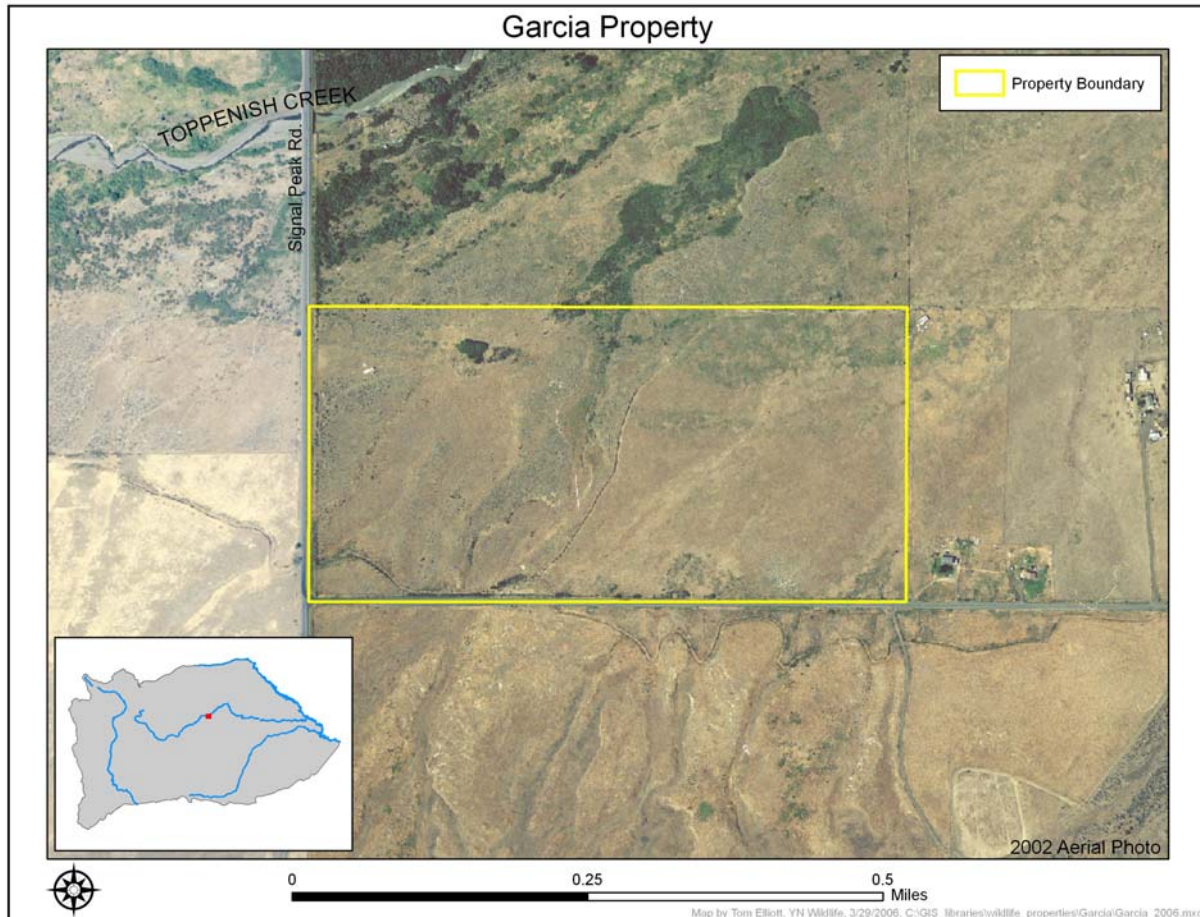 Garcia Property
Property Boundary
TOPPENISH CREEK
Signal Peak Rd.
2002 Aerial Photo
0 0.25 0.5
Miles
Map by Tom Elliott, YN Wildlife, 3/29/2006, C:\GIS_libraries\wildlife_properties\Garcia\Garcia_2006.mxd